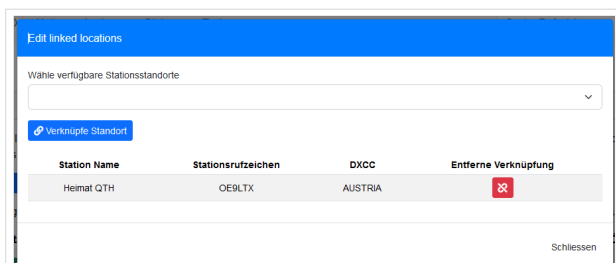 Edit linked locations
Wähle verfügbare Stationsstandorte
Verknüpfe Standort
Station Name Stationsrufzeichen DXCC Entferne Verknüpfung
Heimat QTH OE9LTX AUSTRIA
Schliessen